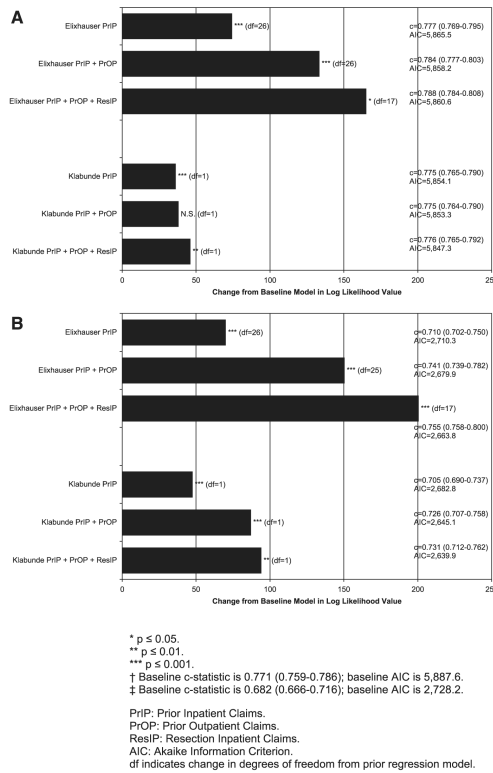 A
Elixhauser PrIP
*** (df=26)
c=0.777 (0.769-0.795)
AIC=5,865.5
Elixhauser PrIP + PrOP
*** (df=26)
c=0.784 (0.777-0.803)
AIC=5,858.2
Elixhauser PrIP + PrOP + ResIP
* (df=17)
c=0.788 (0.784-0.808)
AIC=5,860.6
Klabunde PrIP
*** (df=1)
c=0.775 (0.765-0.790)
AIC=5,854.1
Klabunde PrIP + PrOP
N.S. (df=1)
c=0.775 (0.764-0.790)
AIC=5,853.3
Klabunde PrIP + PrOP + ResIP
** (df=1)
c=0.776 (0.765-0.792)
AIC=5,847.3
0 50 100 150 200 25
Change from Baseline Model in Log Likelihood Value
B
Elixhauser PrIP
*** (df=26)
c=0.710 (0.702-0.750)
AIC=2,710.3
Elixhauser PrIP + PrOP
*** (df=25)
c=0.741 (0.739-0.782)
AIC=2,679.9
Elixhauser PrIP + PrOP + ResIP
*** (df=17)
c=0.755 (0.758-0.800)
AIC=2,663.8
Klabunde PrIP
*** (df=1)
c=0.705 (0.690-0.737)
AIC=2,682.8
Klabunde PrIP + PrOP
*** (df=1)
c=0.726 (0.707-0.758)
AIC=2,645.1
Klabunde PrIP + PrOP + ResIP
** (df=1)
c=0.731 (0.712-0.762)
AIC=2,639.9
0 50 100 150 200 25
Change from Baseline Model in Log Likelihood Value
* p ≤ 0.05.
** p ≤ 0.01.
*** p ≤ 0.001.
† Baseline c-statistic is 0.771 (0.759-0.786); baseline AIC is 5,887.6.
‡ Baseline c-statistic is 0.682 (0.666-0.716); baseline AIC is 2,728.2.
PrIP: Prior Inpatient Claims.
PrOP: Prior Outpatient Claims.
ResIP: Resection Inpatient Claims.
AIC: Akaike Information Criterion.
df indicates change in degrees of freedom from prior regression model.